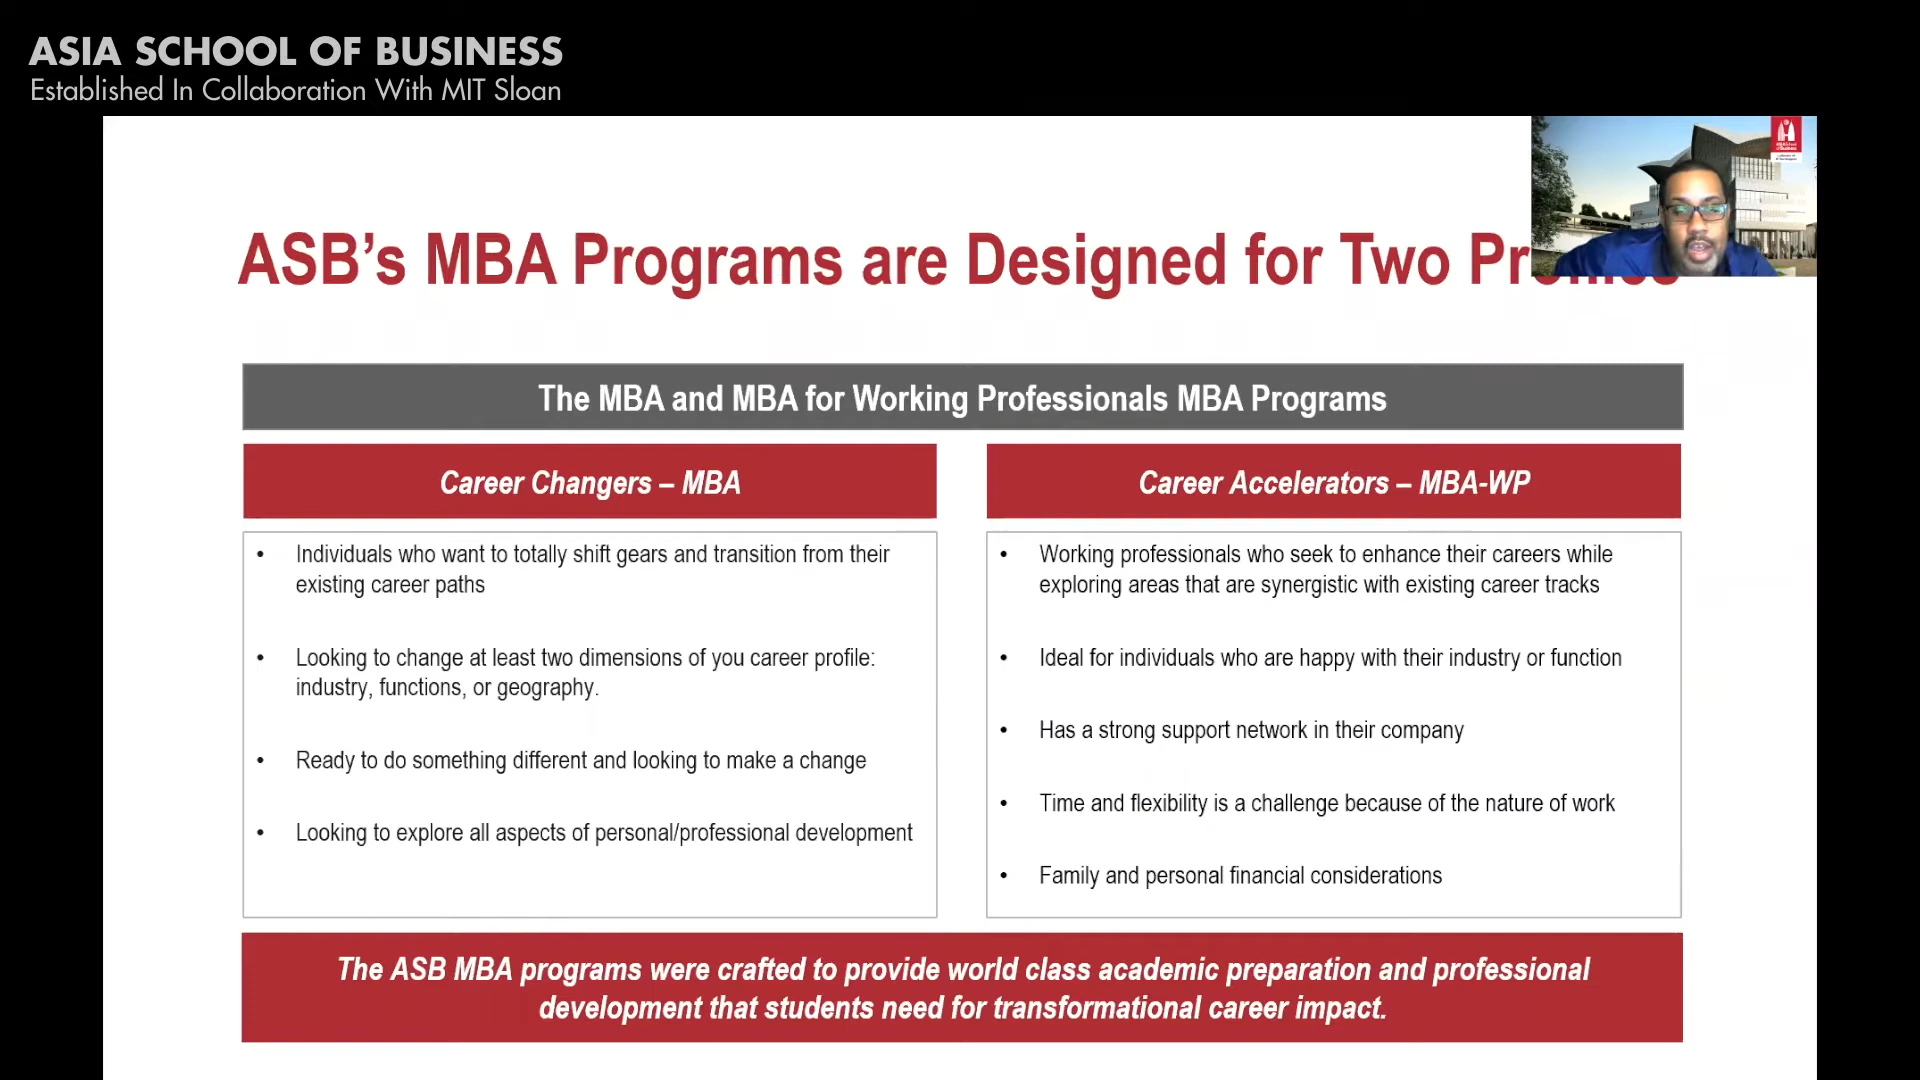 ASIA SCHOOL OF BUSINESS
Established In Collaboration With MIT Sloan
ASB's MBA Programs are Designed for Two
The MBA and MBA for Working Professionals MBA Programs
Career Changers – MBA
• Individuals who want to totally shift gears and transition from their
existing career paths
• Looking to change at least two dimensions of you career profile:
industry, functions, or geography.
• Ready to do something different and looking to make a change
• Looking to explore all aspects of personal/professional development
Career Accelerators – MBA-WP
• Working professionals who seek to enhance their careers while
exploring areas that are synergistic with existing career tracks
• Ideal for individuals who are happy with their industry or function
• Has a strong support network in their company
• Time and flexibility is a challenge because of the nature of work
• Family and personal financial considerations
The ASB MBA programs were crafted to provide world class academic preparation and professional
development that students need for transformational career impact.